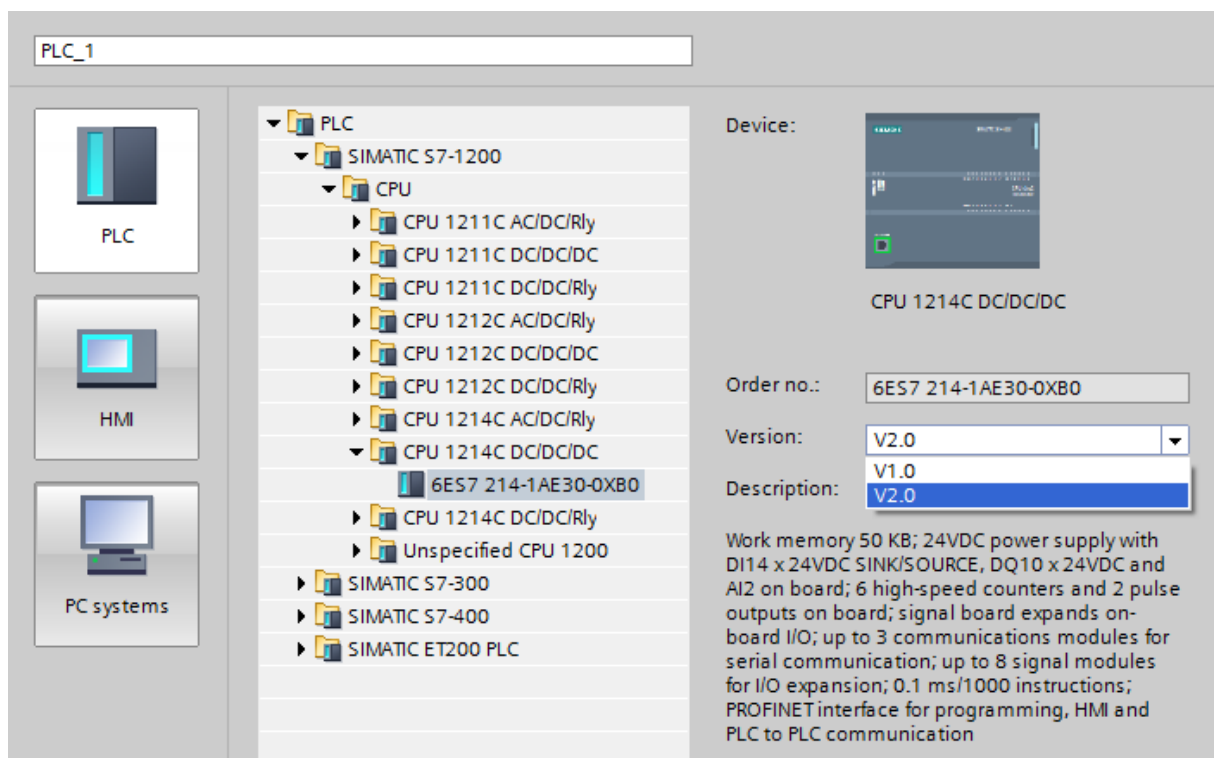 PLC_1
PLC
HMI
PC systems
PLC
SIMATIC S7-1200
CPU
CPU 1211C AC/DC/Rly
CPU 1211C DC/DC/DC
CPU 1211C DC/DC/Rly
CPU 1212C AC/DC/Rly
CPU 1212C DC/DC/DC
CPU 1212C DC/DC/Rly
CPU 1214C AC/DC/Rly
CPU 1214C DC/DC/DC
6ES7 214-1AE30-0XB0
CPU 1214C DC/DC/Rly
Unspecified CPU 1200
SIMATIC S7-300
SIMATIC S7-400
SIMATIC ET200 PLC
Device:
SIEMENS
CPU 1214C DC/DC/DC
Order no.: 6ES7 214-1AE30-0XB0
Version: V2.0
V1.0
V2.0
Description:
Work memory 50 KB; 24VDC power supply with
DI14 x 24VDC SINK/SOURCE, DQ10 x 24VDC and
AI2 on board; 6 high-speed counters and 2 pulse
outputs on board; signal board expands on-
board I/O; up to 3 communications modules for
serial communication; up to 8 signal modules
for I/O expansion; 0.1 ms/1000 instructions;
PROFINET interface for programming, HMI and
PLC to PLC communication